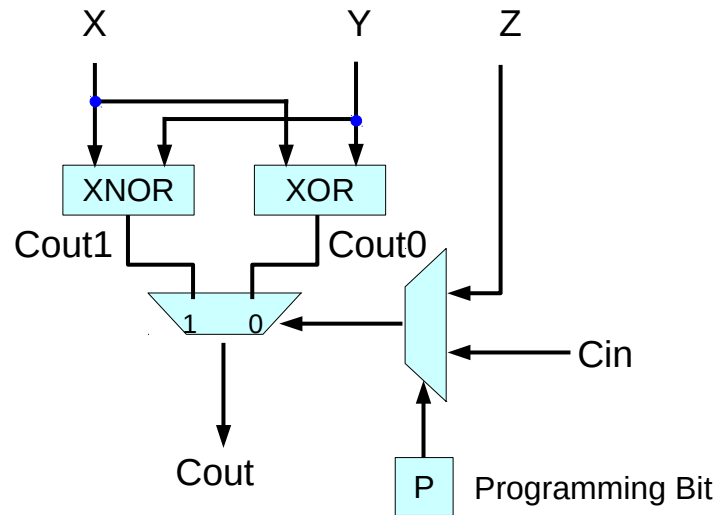 X Y Z
XNOR XOR
Cout1 Cout0
1 0
Cin
Cout
P Programming Bit